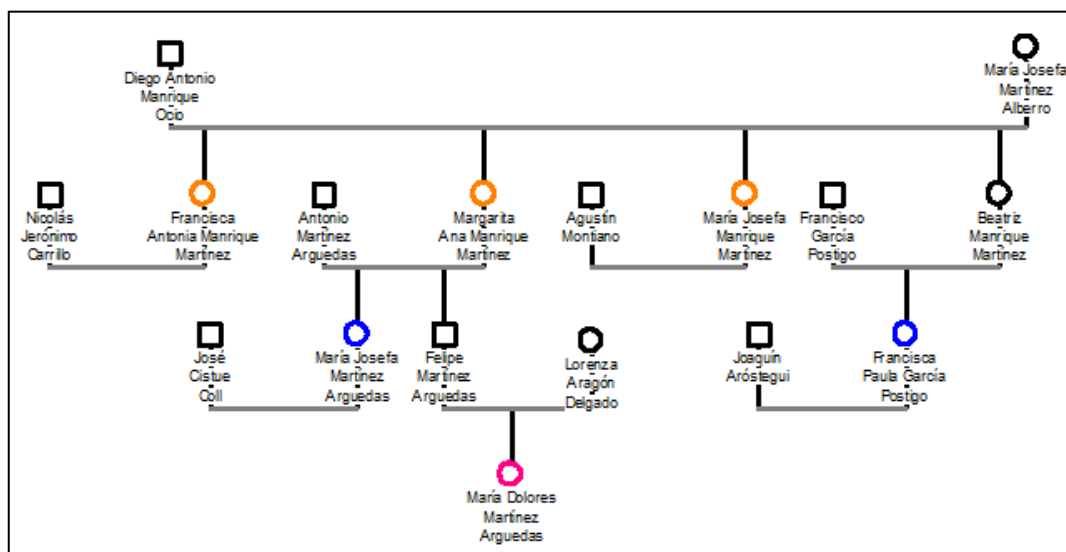 Diego Antonio
Manrique
Ocio
María Josefa
Martínez
Alberro
Nicolás
Jerónimo
Carrillo
Francisca
Antonia Manrique
Martínez
Antonio
Martínez
Arguedas
Margarita
Ana Manrique
Martínez
Agustín
Montiano
María Josefa
Manrique
Martínez
Francisco
García
Postigo
Beatriz
Manrique
Martínez
José
Cistue
Coll
María Josefa
Martínez
Arguedas
Felipe
Martínez
Arguedas
Lorenza
Aragón
Delgado
Joaquín
Aróstegui
Francisca
Paula García
Postigo
María Dolores
Martínez
Arguedas